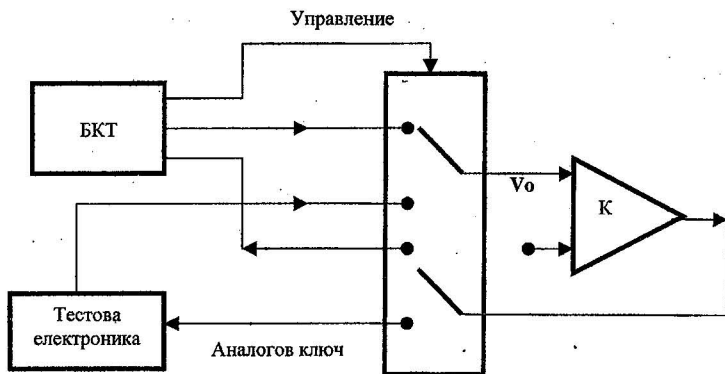 Управление
БКТ
Vo
К
Тестова
електроника
Аналогов ключ